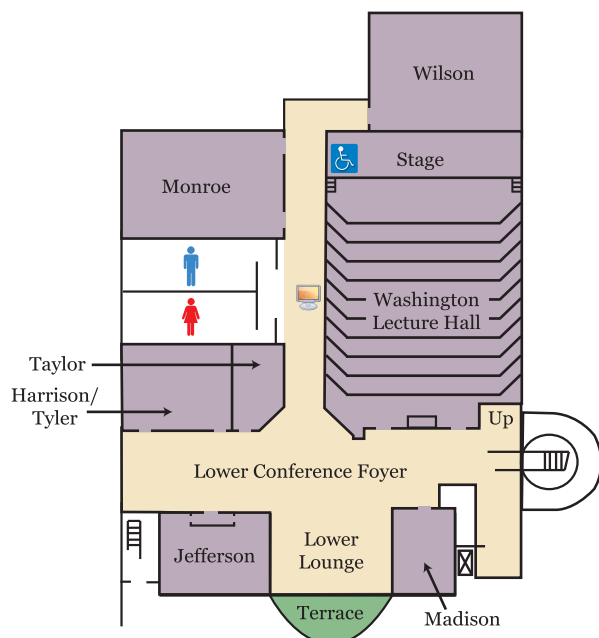 Wilson
Stage
Monroe
Washington
Lecture Hall
Taylor
Harrison/
Tyler
Up
Lower Conference Foyer
Lower
Lounge
Jefferson
Terrace
Madison